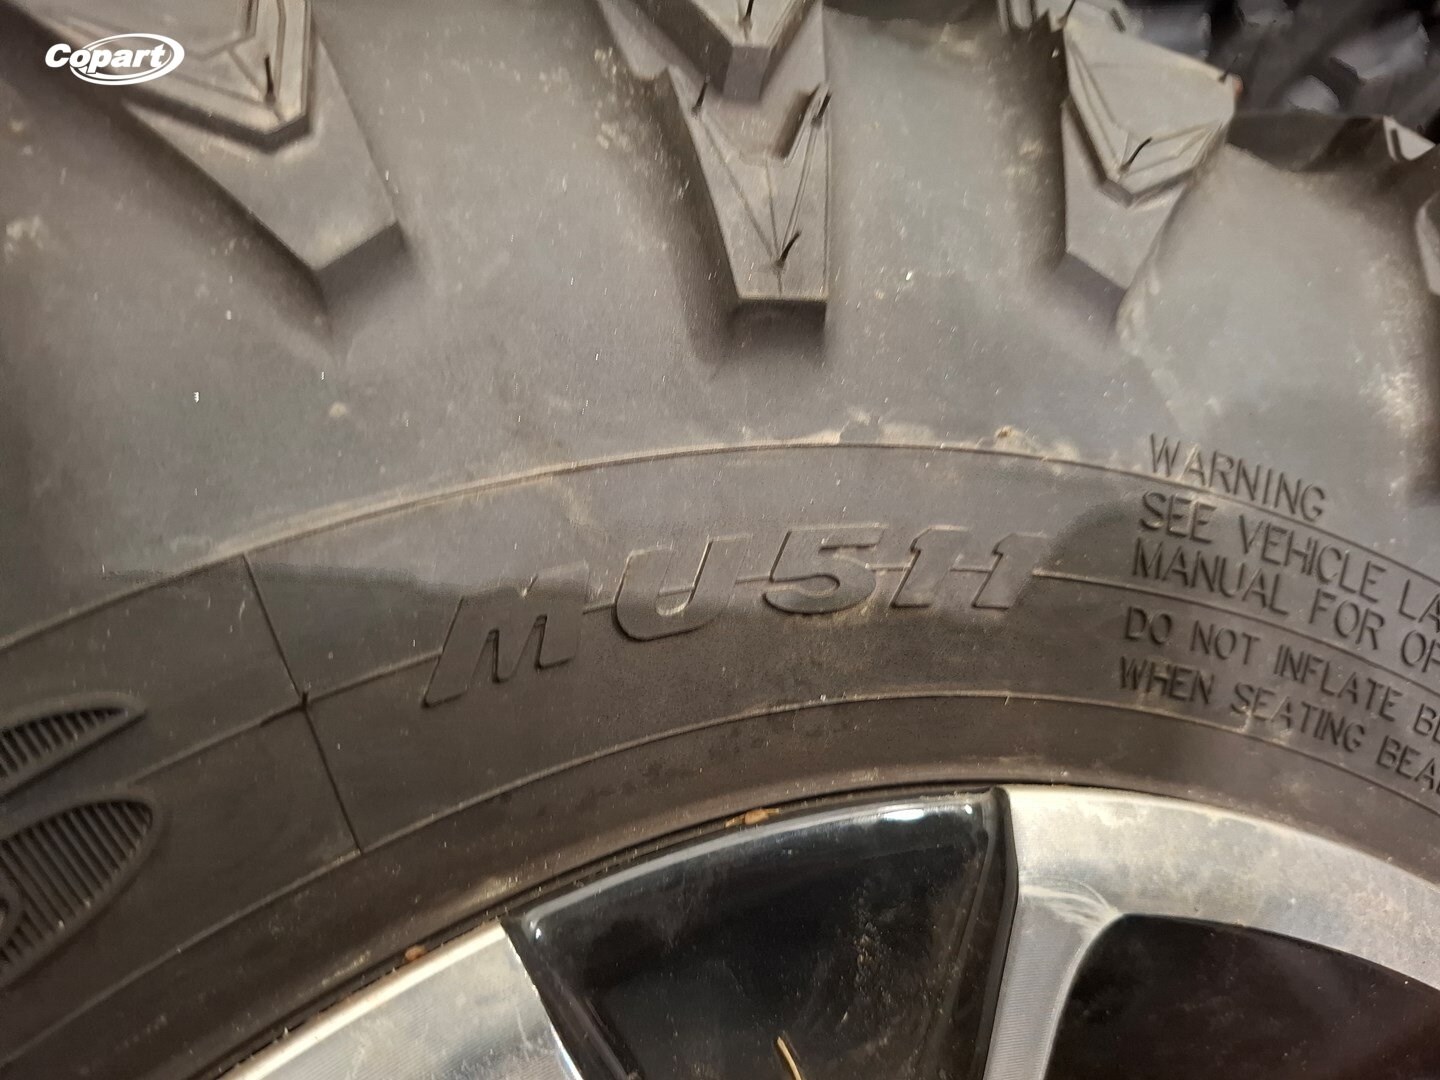 Copart
MU511
WARNING
SEE VEHICLE
MANUAL FOR
DO NOT INFLATE
WHEN SEATING